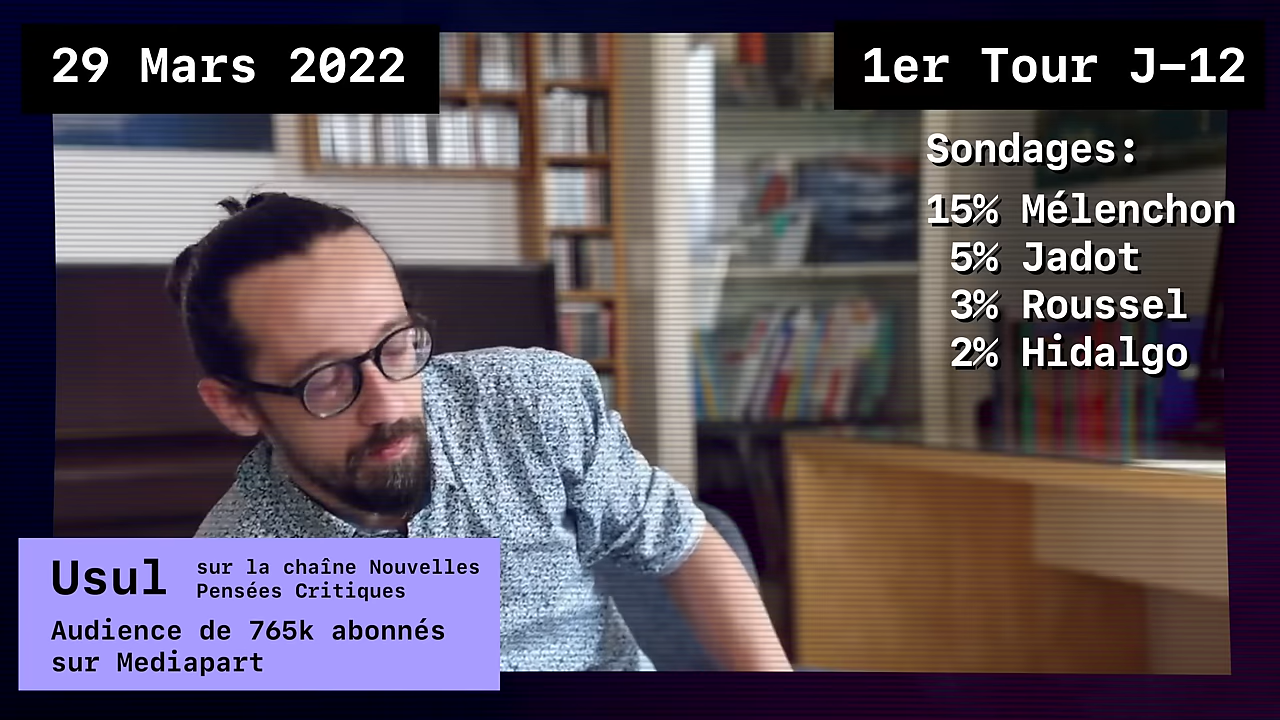 29 Mars 2022
1er Tour J-12
Sondages:
15% Mélenchon
5% Jadot
3% Roussel
2% Hidalgo
Usul sur la chaîne Nouvelles
Pensées Critiques
Audience de 765k abonnés
sur Mediapart